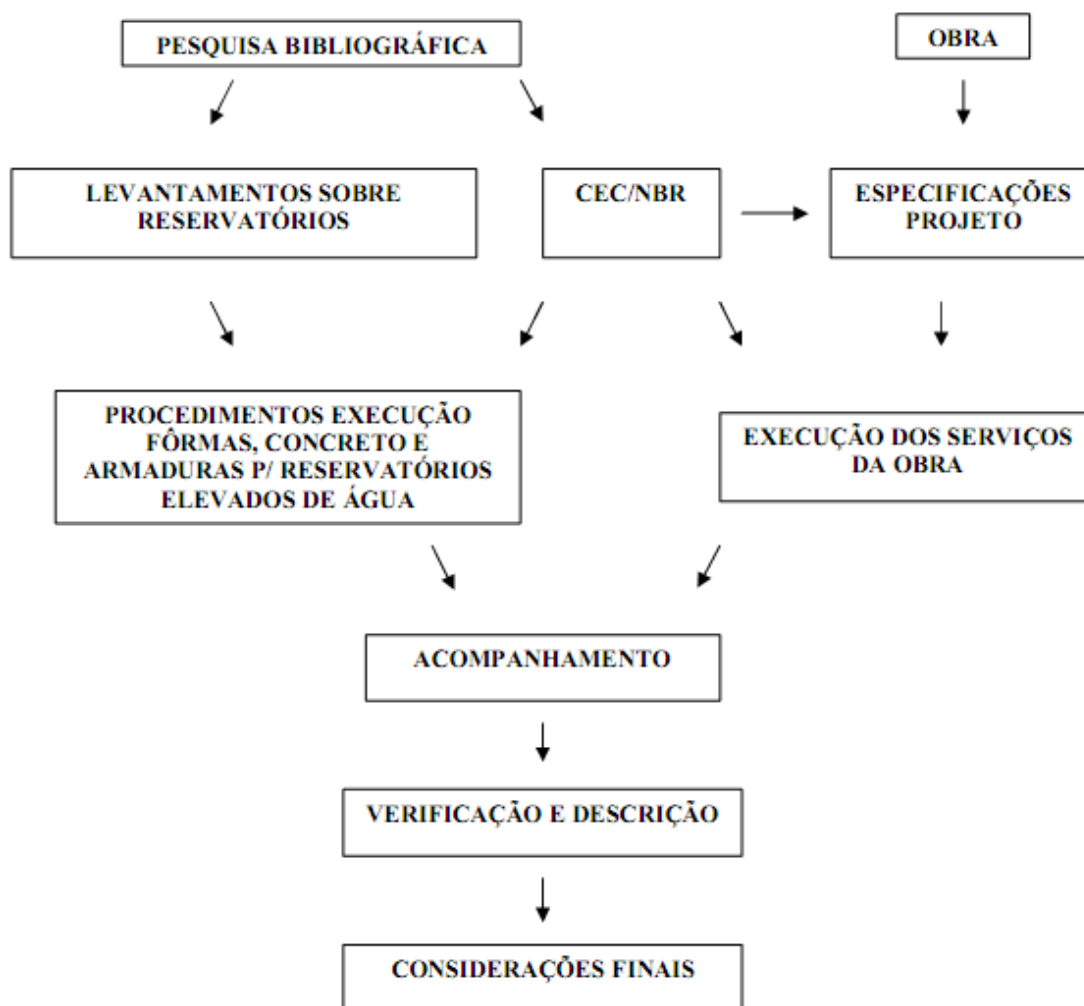 PESQUISA BIBLIOGRÁFICA
OBRA
LEVANTAMENTOS SOBRE
RESERVATÓRIOS
CEC/NBR
ESPECIFICAÇÕES
PROJETO
PROCEDIMENTOS EXECUÇÃO
FÔRMAS, CONCRETO E
ARMADURAS P/ RESERVATÓRIOS
ELEVADOS DE ÁGUA
EXECUÇÃO DOS SERVIÇOS
DA OBRA
ACOMPANHAMENTO
VERIFICAÇÃO E DESCRIÇÃO
CONSIDERAÇÕES FINAIS